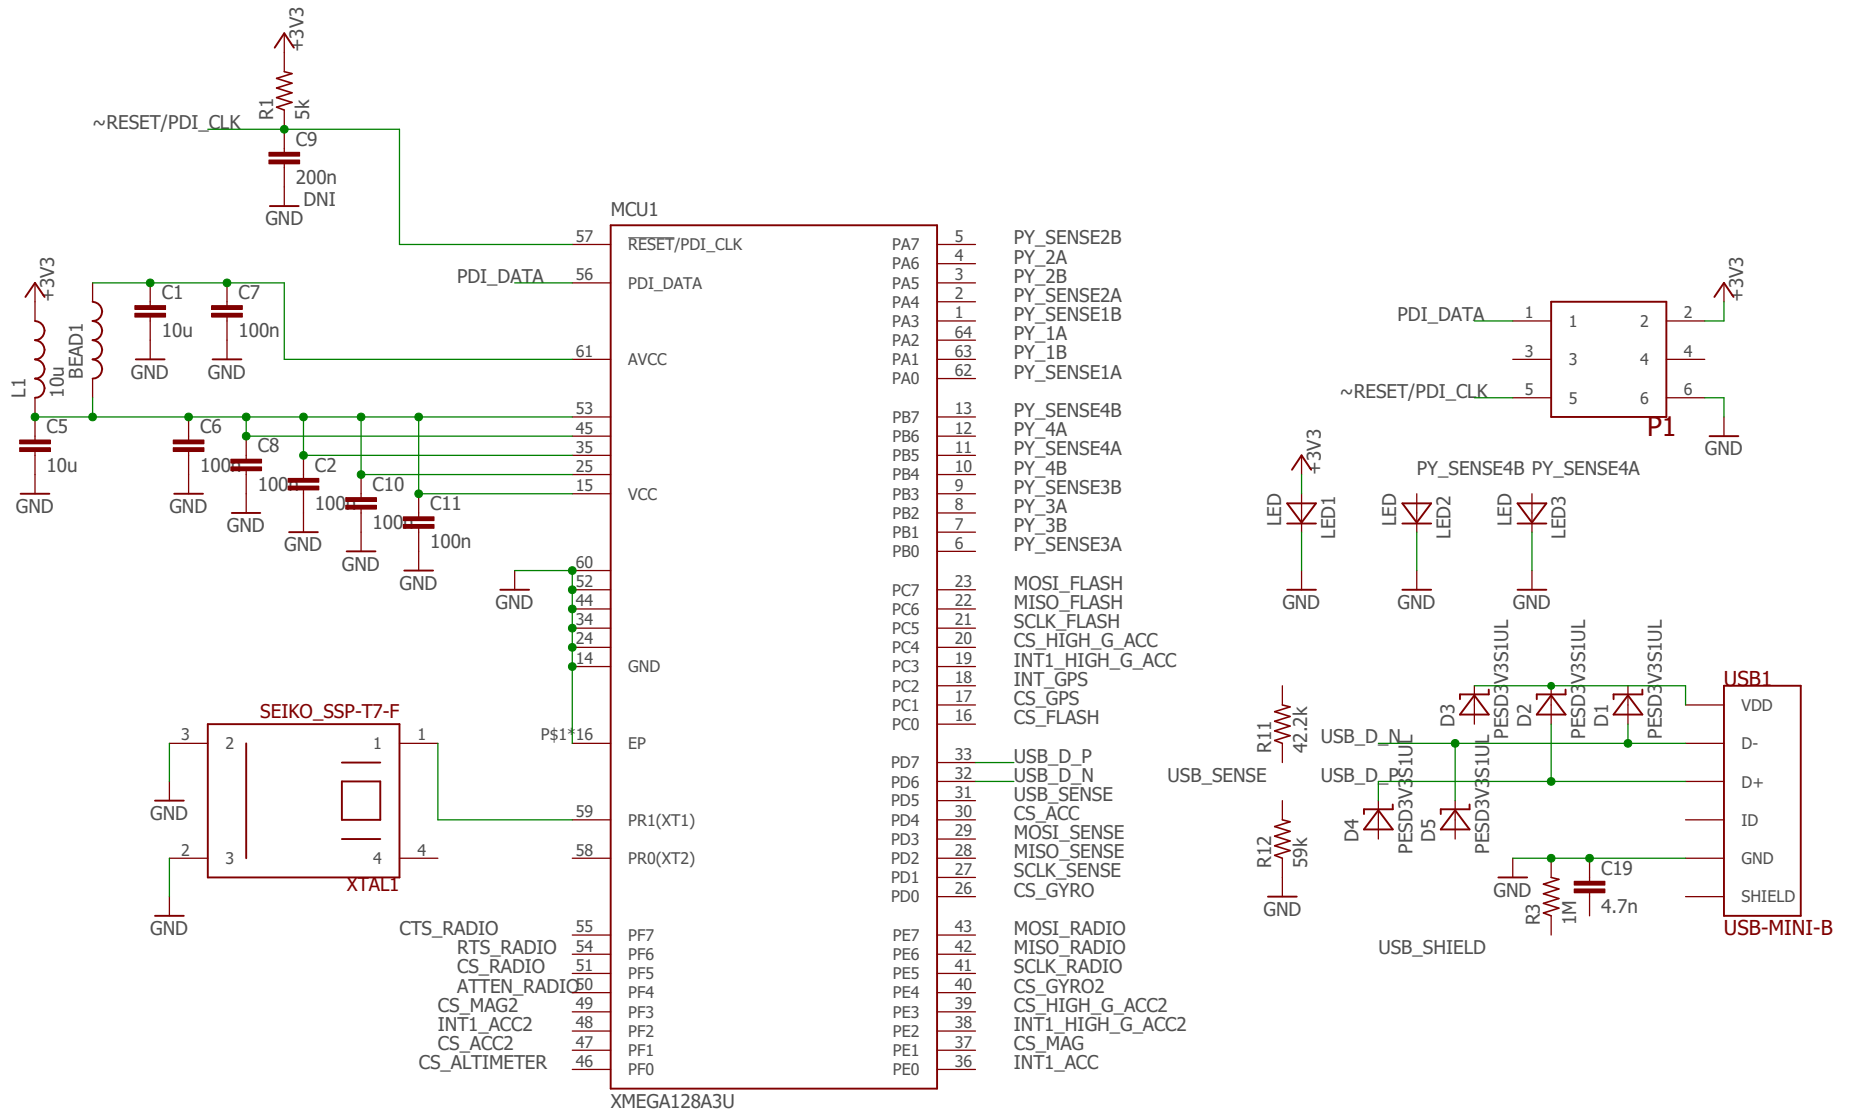 +3V3
R1
5k
~RESET/PDI_CLK
C9
200n
DNI
GND
MCU1
57 RESET/PDI_CLK
PDI_DATA 56 PDI_DATA
+3V3
L1
10u
BEAD1
C1
10u
GND
C7
100n
GND
61 AVCC
53
45
35
25
15 VCC
C5
10u
GND
C6
100n
GND
C8
100n
GND
C2
100n
GND
C10
100n
GND
C11
100n
GND
GND
60
52
44
34
24
14 GND
P$1*16 EP
SEIKO_SSP-T7-F
3 2 1 1
GND
2 3 4 4
XTAL1
GND
59 PR1(XT1)
58 PR0(XT2)
CTS_RADIO 55 PF7
RTS_RADIO 54 PF6
CS_RADIO 51 PF5
ATTEN_RADIO 50 PF4
CS_MAG2 49 PF3
INT1_ACC2 48 PF2
CS_ACC2 47 PF1
CS_ALTIMETER 46 PF0
XMEGA128A3U
PA7 5 PY_SENSE2B
PA6 4 PY_2A
PA5 3 PY_2B
PA4 2 PY_SENSE2A
PA3 1 PY_SENSE1B
PA2 64 PY_1A
PA1 63 PY_1B
PA0 62 PY_SENSE1A
PB7 13 PY_SENSE4B
PB6 12 PY_4A
PB5 11 PY_SENSE4A
PB4 10 PY_4B
PB3 9 PY_SENSE3B
PB2 8 PY_3A
PB1 7 PY_3B
PB0 6 PY_SENSE3A
PC7 23 MOSI_FLASH
PC6 22 MISO_FLASH
PC5 21 SCLK_FLASH
PC4 20 CS_HIGH_G_ACC
PC3 19 INT1_HIGH_G_ACC
PC2 18 INT_GPS
PC1 17 CS_GPS
PC0 16 CS_FLASH
PD7 33 USB_D_P
PD6 32 USB_D_N
PD5 31 USB_SENSE
PD4 30 CS_ACC
PD3 29 MOSI_SENSE
PD2 28 MISO_SENSE
PD1 27 SCLK_SENSE
PD0 26 CS_GYRO
PE7 43 MOSI_RADIO
PE6 42 MISO_RADIO
PE5 41 SCLK_RADIO
PE4 40 CS_GYRO2
PE3 39 CS_HIGH_G_ACC2
PE2 38 INT1_HIGH_G_ACC2
PE1 37 CS_MAG
PE0 36 INT1_ACC
+3V3
PDI_DATA 1 1 2 2
3 3 4 4
~RESET/PDI_CLK 5 5 6 6
P1
GND
+3V3
PY_SENSE4B PY_SENSE4A
LED LED1
LED LED2
LED LED3
GND
GND
GND
R11
42.2k
USB_SENSE
R12
59k
GND
D3 PESD3V3S1UL
D2 PESD3V3S1UL
D1 PESD3V3S1UL
USB_D_N
USB_D_P
D4 PESD3V3S1UL
D5 PESD3V3S1UL
USB1
VDD
D-
D+
ID
GND
SHIELD
USB-MINI-B
GND
R3
1M
C19
4.7n
USB_SHIELD